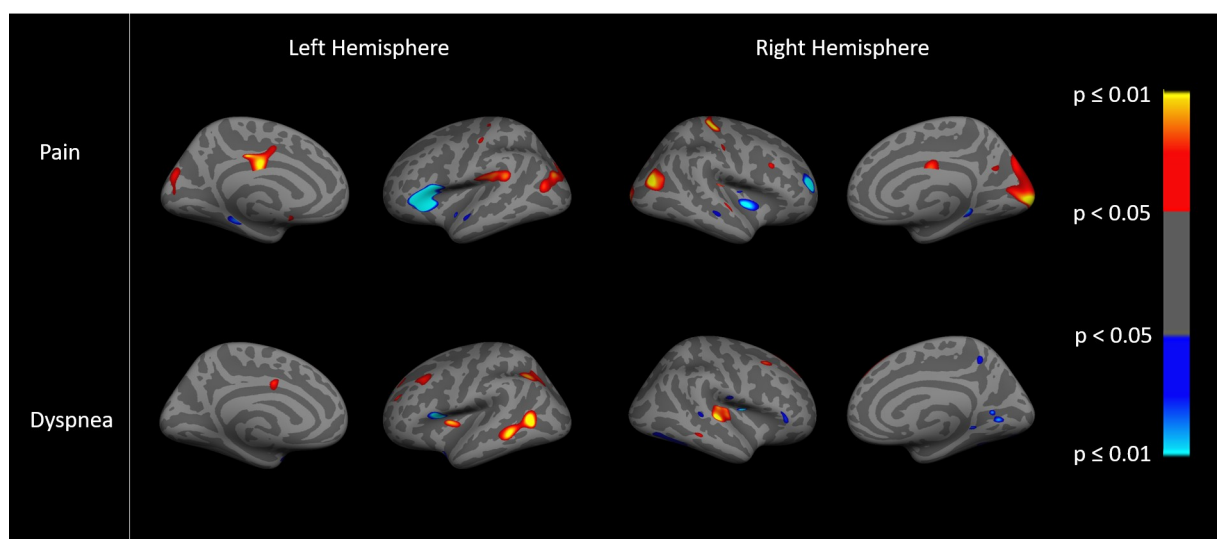 Left Hemisphere
Right Hemisphere
Pain
Dyspnea
p ≤ 0.01
p < 0.05
p < 0.05
p ≤ 0.01